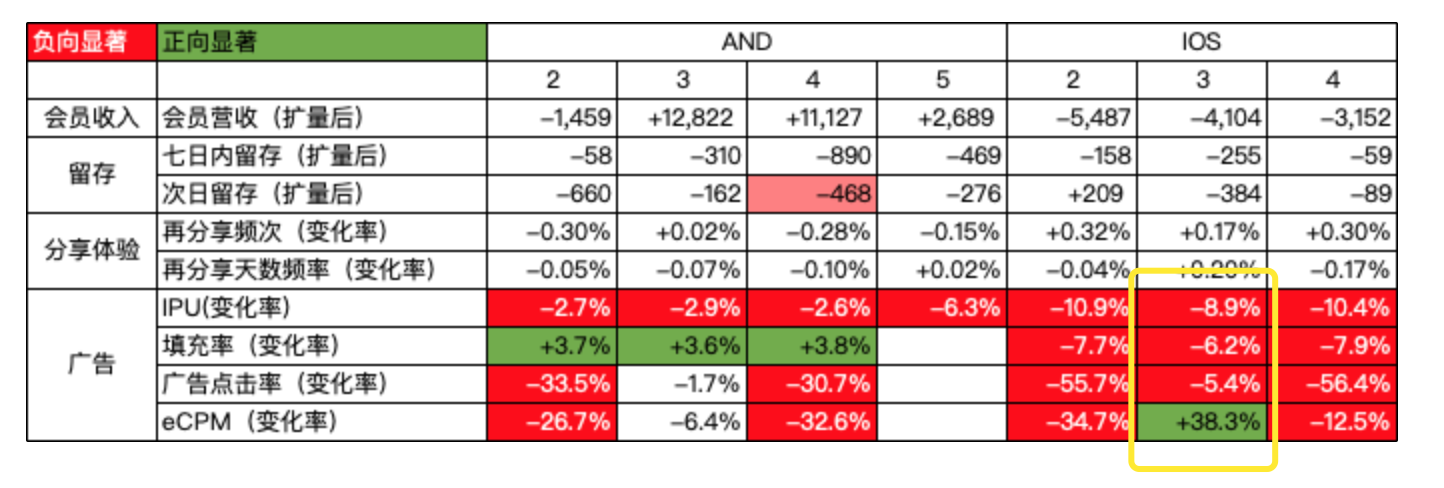 负向显著 正向显著 AND IOS
2 3 4 5 2 3 4
会员收入 会员营收（扩量后） –1,459 +12,822 +11,127 +2,689 –5,487 –4,104 –3,152
留存 七日内留存（扩量后） –58 –310 –890 –469 –158 –255 –59
次日留存（扩量后） –660 –162 –468 –276 +209 –384 –89
分享体验 再分享频次（变化率） –0.30% +0.02% –0.28% –0.15% +0.32% +0.17% +0.30%
再分享天数频率（变化率） –0.05% –0.07% –0.10% +0.02% –0.04% –0.17%
广告 IPU(变化率) –2.7% –2.9% –2.6% –6.3% –10.9% –8.9% –10.4%
填充率（变化率） +3.7% +3.6% +3.8% –7.7% –6.2% –7.9%
广告点击率（变化率） –33.5% –1.7% –30.7% –55.7% –5.4% –56.4%
eCPM（变化率） –26.7% –6.4% –32.6% –34.7% +38.3% –12.5%